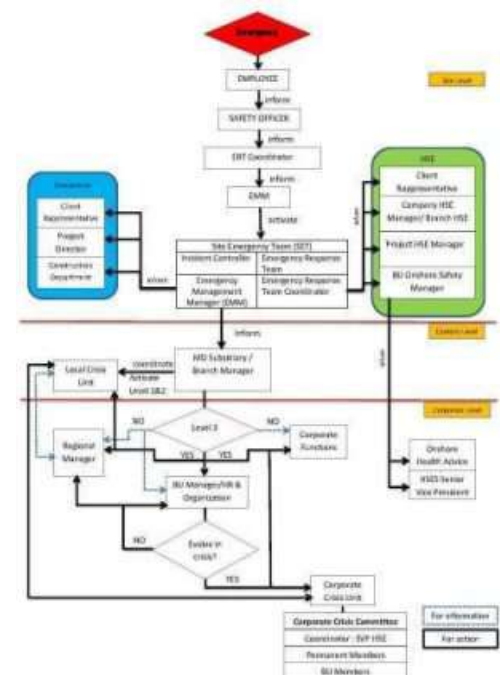 Emergency
EMPLOYEE
Site Level
inform
SAFETY OFFICER
inform
ERT Coordinator
inform
EMM
activate
HSE
Client
Representative
Company HSE
Manager/ Branch HSE
Project HSE Manager
BU Onshore Safety
Manager
Client
Representative
Project
Director
Construction
Department
Site Emergency Team (SET)
Incident Controller
Emergency Response
Team
Emergency
Management
Manager (EMM)
Emergency Response
Team Coordinator
inform
inform
inform
inform
MD Subsidiary /
Branch Manager
coordinate
Activate
Level 1&2
Local Crisis
Unit
Corporate Level
Level 3
NO
NO
YES
YES
Regional
Manager
Corporate
Functions
BU Manager/HR &
Organization
Onshore
Health Advice
HSES Senior
Vice President
Evolve in
crisis?
NO
YES
Corporate
Crisis Unit
Corporate Crisis Committee
Coordinator : SVP HSE
Permanent Members
BU Members
For information
For action